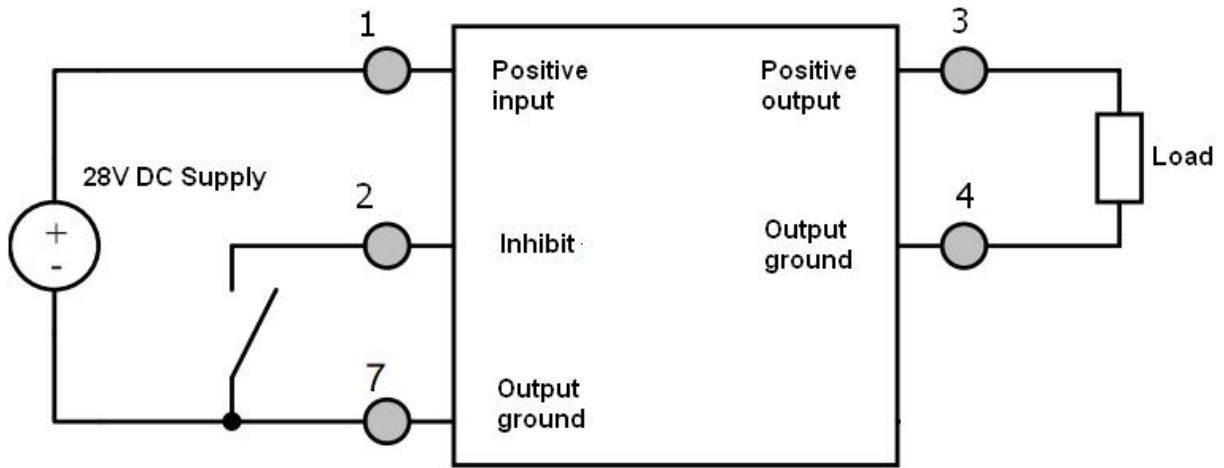 1
3
Positive
input
Positive
output
28V DC Supply
Load
2
4
+
-
Inhibit
Output
ground
7
Output
ground